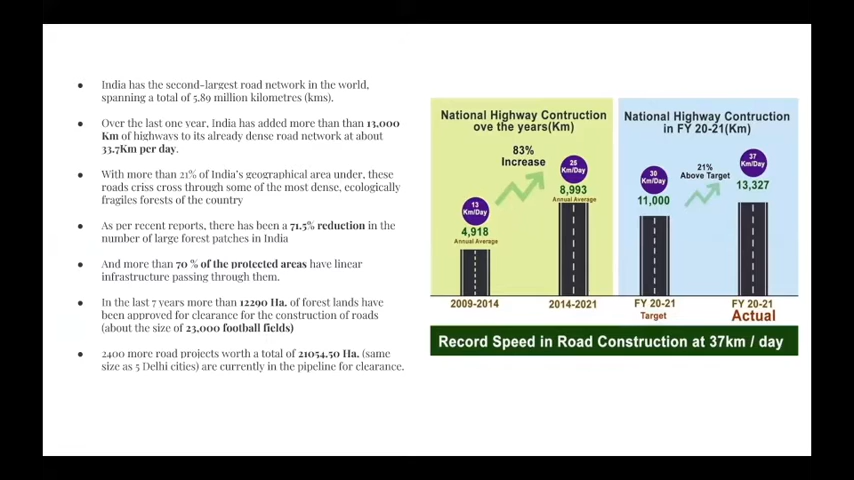 India has the second-largest road network in the world,
spanning a total of 5.89 million kilometres (kms).
Over the last one year, India has added more than than 13,000
Km of highways to its already dense road network at about
33.7Km per day.
With more than 21% of India's geographical area under, these
roads criss cross through some of the most dense, ecologically
fragiles forests of the country
As per recent reports, there has been a 71.5% reduction in the
number of large forest patches in India
And more than 70 % of the protected areas have linear
infrastructure passing through them.
In the last 7 years more than 12290 Ha. of forest lands have
been approved for clearance for the construction of roads
(about the size of 23,000 football fields)
2400 more road projects worth a total of 21054.50 Ha. (same
size as 5 Delhi cities) are currently in the pipeline for clearance.
National Highway Contruction
ove the years(Km)
83%
Increase
13
Km/Day
4,918
Annual Average
25
Km/Day
8,993
Annual Average
2009-2014
2014-2021
National Highway Contruction
in FY 20-21(Km)
21%
Above Target
30
Km/Day
11,000
37
Km/Day
13,327
FY 20-21
Target
FY 20-21
Actual
Record Speed in Road Construction at 37km / day